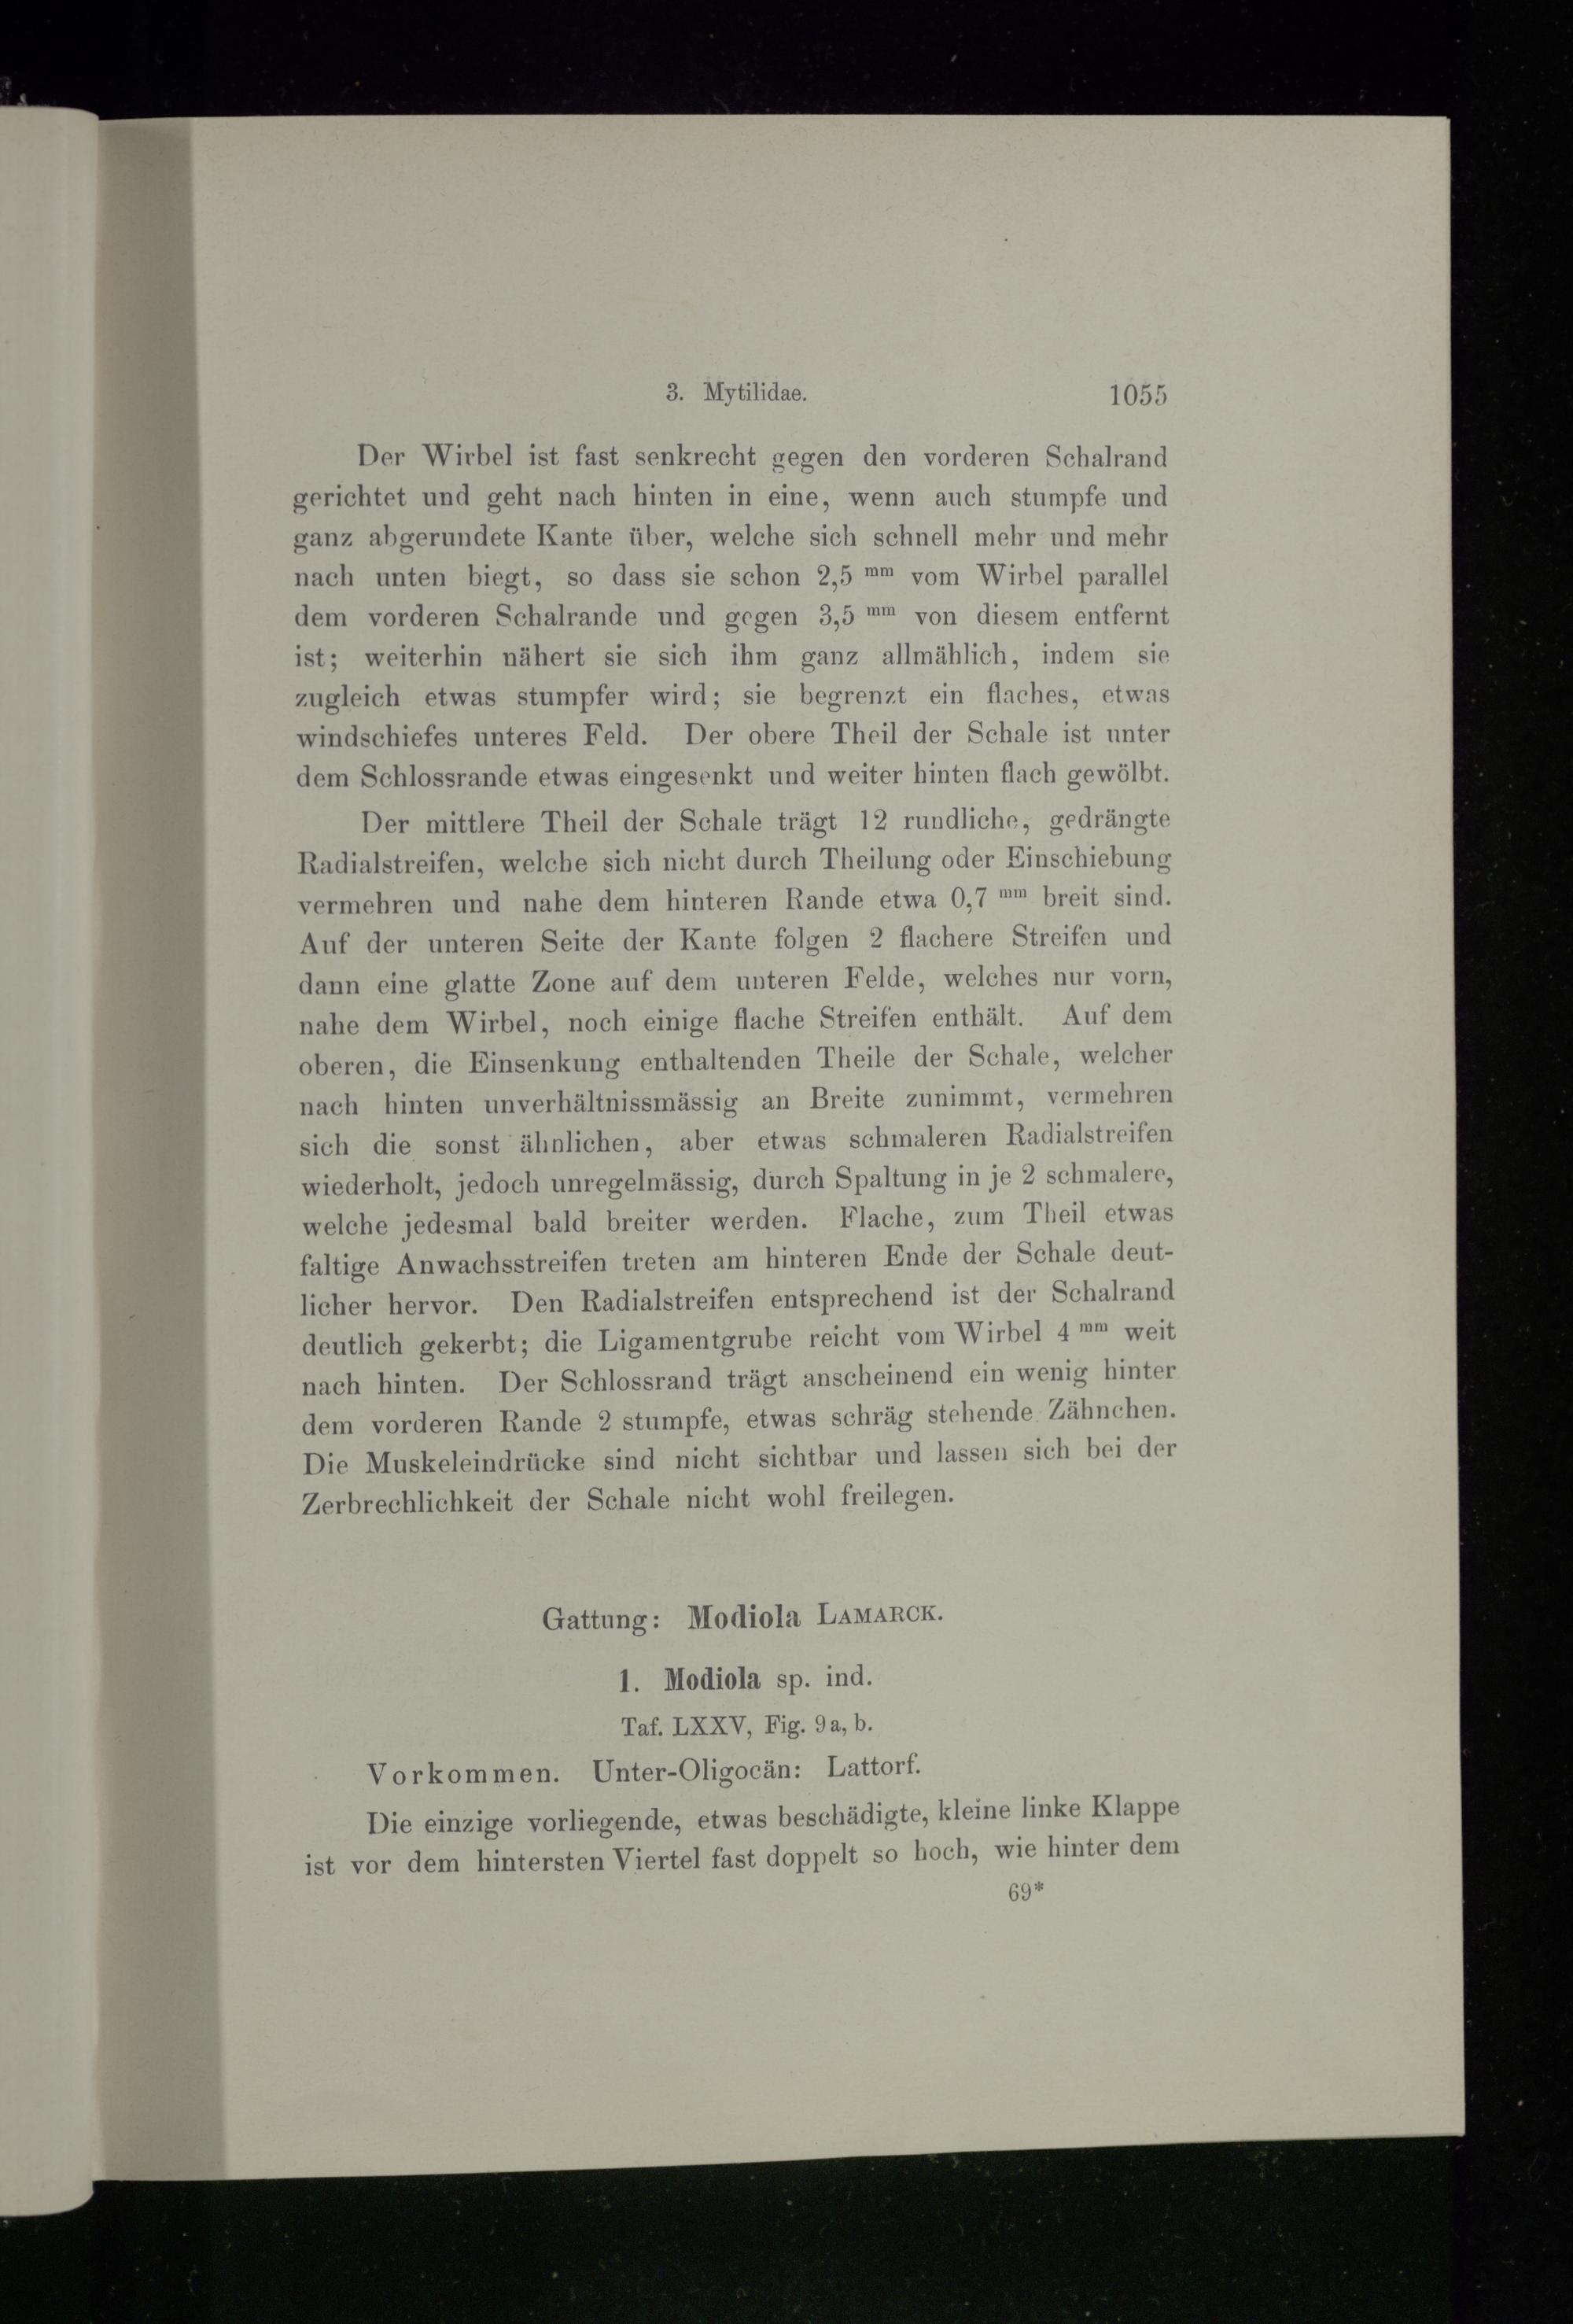 3. Mytilidae. 1055
Der Wirbel ist fast senkrecht gegen den vorderen Schalrand
gerichtet und geht nach hinten in eine, wenn auch stumpfe und
ganz abgerundete Kante über, welche sich schnell mehr und mehr
nach unten biegt, so dass sie schon 2,5 mm vom Wirbel parallel
dem vorderen Schalrande und gegen 3,5 mm von diesem entfernt
ist; weiterhin nähert sie sich ihm ganz allmählich, indem sie
zugleich etwas stumpfer wird; sie begrenzt ein flaches, etwas
windschiefes unteres Feld. Der obere Theil der Schale ist unter
dem Schlossrande etwas eingesenkt und weiter hinten flach gewölbt.
Der mittlere Theil der Schale trägt 12 rundliche, gedrängte
Radialstreifen, welche sich nicht durch Theilung oder Einschiebung
vermehren und nahe dem hinteren Rande etwa 0,7 mm breit sind.
Auf der unteren Seite der Kante folgen 2 flachere Streifen und
dann eine glatte Zone auf dem unteren Felde, welches nur vorn,
nahe dem Wirbel, noch einige flache Streifen enthält. Auf dem
oberen, die Einsenkung enthaltenden Theile der Schale, welcher
nach hinten unverhältnissmässig an Breite zunimmt, vermehren
sich die sonst ähnlichen, aber etwas schmaleren Radialstreifen
wiederholt, jedoch unregelmässig, durch Spaltung in je 2 schmalere,
welche jedesmal bald breiter werden. Flache, zum Theil etwas
faltige Anwachsstreifen treten am hinteren Ende der Schale deut-
licher hervor. Den Radialstreifen entsprechend ist der Schalrand
deutlich gekerbt; die Ligamentgrube reicht vom Wirbel 4 mm weit
nach hinten. Der Schlossrand trägt anscheinend ein wenig hinter
dem vorderen Rande 2 stumpfe, etwas schräg stehende Zähnchen.
Die Muskeleindrücke sind nicht sichtbar und lassen sich bei der
Zerbrechlichkeit der Schale nicht wohl freilegen.
Gattung: Modiola LAMARCK.
1. Modiola sp. ind.
Taf. LXXV, Fig. 9a, b.
Vorkommen. Unter-Oligocän: Lattorf.
Die einzige vorliegende, etwas beschädigte, kleine linke Klappe
ist vor dem hintersten Viertel fast doppelt so hoch, wie hinter dem
69*